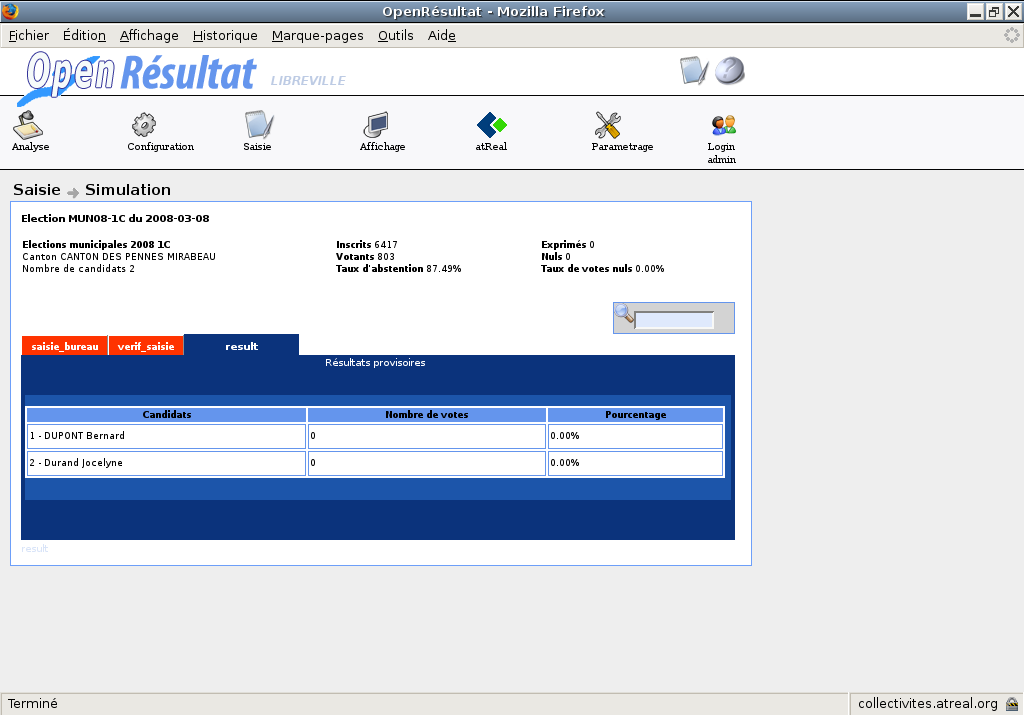 OpenRésultat - Mozilla Firefox
Fichier Édition Affichage Historique Marque-pages Outils Aide
Open Résultat LIBREVILLE
Analyse Configuration Saisie Affichage atReal Parametrage Login admin
Saisie Simulation
Election MUN08-1C du 2008-03-08
Elections municipales 2008 1C Inscrits 6417 Exprimés 0
Canton CANTON DES PENNES MIRABEAU Votants 803 Nuls 0
Nombre de candidats 2 Taux d'abstention 87.49% Taux de votes nuls 0.00%
saisie_bureau verif_saisie result
Résultats provisoires
Candidats Nombre de votes Pourcentage
1 - DUPONT Bernard 0 0.00%
2 - Durand Jocelyne 0 0.00%
result
Terminé collectivites.atreal.org